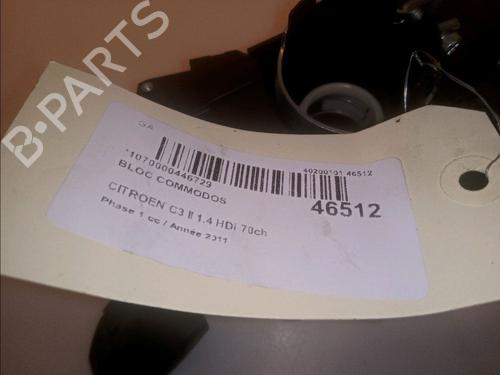 B-PARTS
GA
*1070000446729
40200101 46512
BLOC COMMODOS
46512
CITROEN C3 II 1.4 HDi 70ch
Phase 1 cc / Année 2011